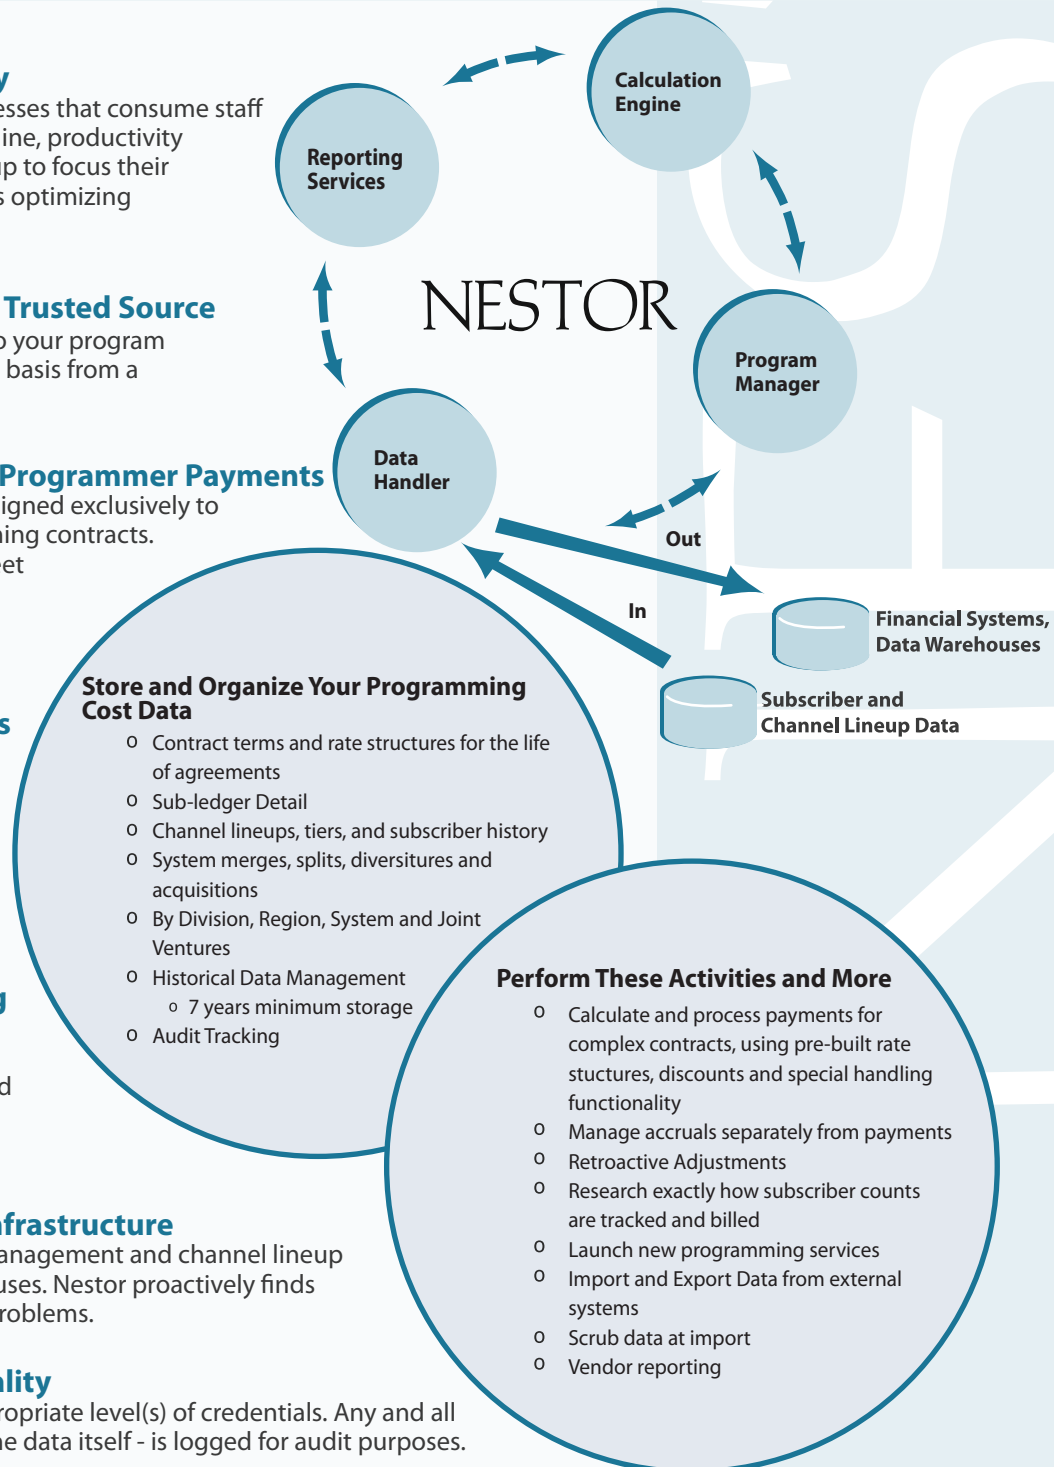 y
esses that consume staff
ine, productivity
up to focus their
s optimizing
Trusted Source
o your program
basis from a
Programmer Payments
igned exclusively to
ning contracts.
eet
s
g
d
nfrastructure
anagement and channel lineup
uses. Nestor proactively finds
roblems.
ality
ropriate level(s) of credentials. Any and all
he data itself - is logged for audit purposes.
Calculation
Engine
Reporting
Services
NESTOR
Program
Manager
Data
Handler
Out
In
Financial Systems,
Data Warehouses
Subscriber and
Channel Lineup Data
Store and Organize Your Programming
Cost Data
o Contract terms and rate structures for the life
of agreements
o Sub-ledger Detail
o Channel lineups, tiers, and subscriber history
o System merges, splits, diversitures and
acquisitions
o By Division, Region, System and Joint
Ventures
o Historical Data Management
o 7 years minimum storage
o Audit Tracking
Perform These Activities and More
o Calculate and process payments for
complex contracts, using pre-built rate
stuctures, discounts and special handling
functionality
o Manage accruals separately from payments
o Retroactive Adjustments
o Research exactly how subscriber counts
are tracked and billed
o Launch new programming services
o Import and Export Data from external
systems
o Scrub data at import
o Vendor reporting